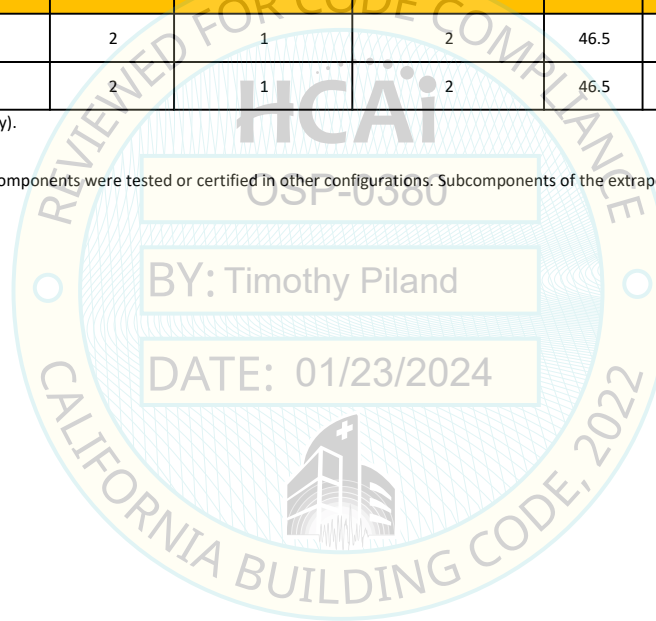 2 1 2 46.5
2 1 2 46.5
y).
omponents were tested or certified in other configurations. Subcomponents of the extrap
REVIEWED FOR CODE COMPLIANCE
HCAi
OSP-0380
BY: Timothy Piland
DATE: 01/23/2024
CALIFORNIA BUILDING CODE, 2022